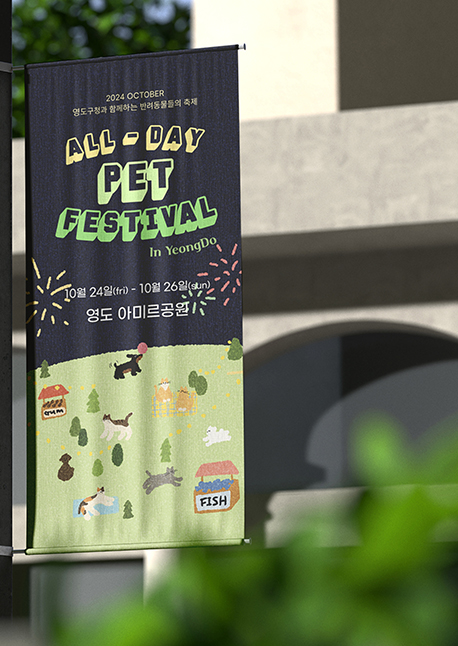 2024 OCTOBER
영도구청과 함께하는 반려동물들의 축제
ALL-DAY
PET
FESTIVAL
In YeongDo
10월 24일(fri) - 10월 26일(sun)
영도 아미르공원
FISH